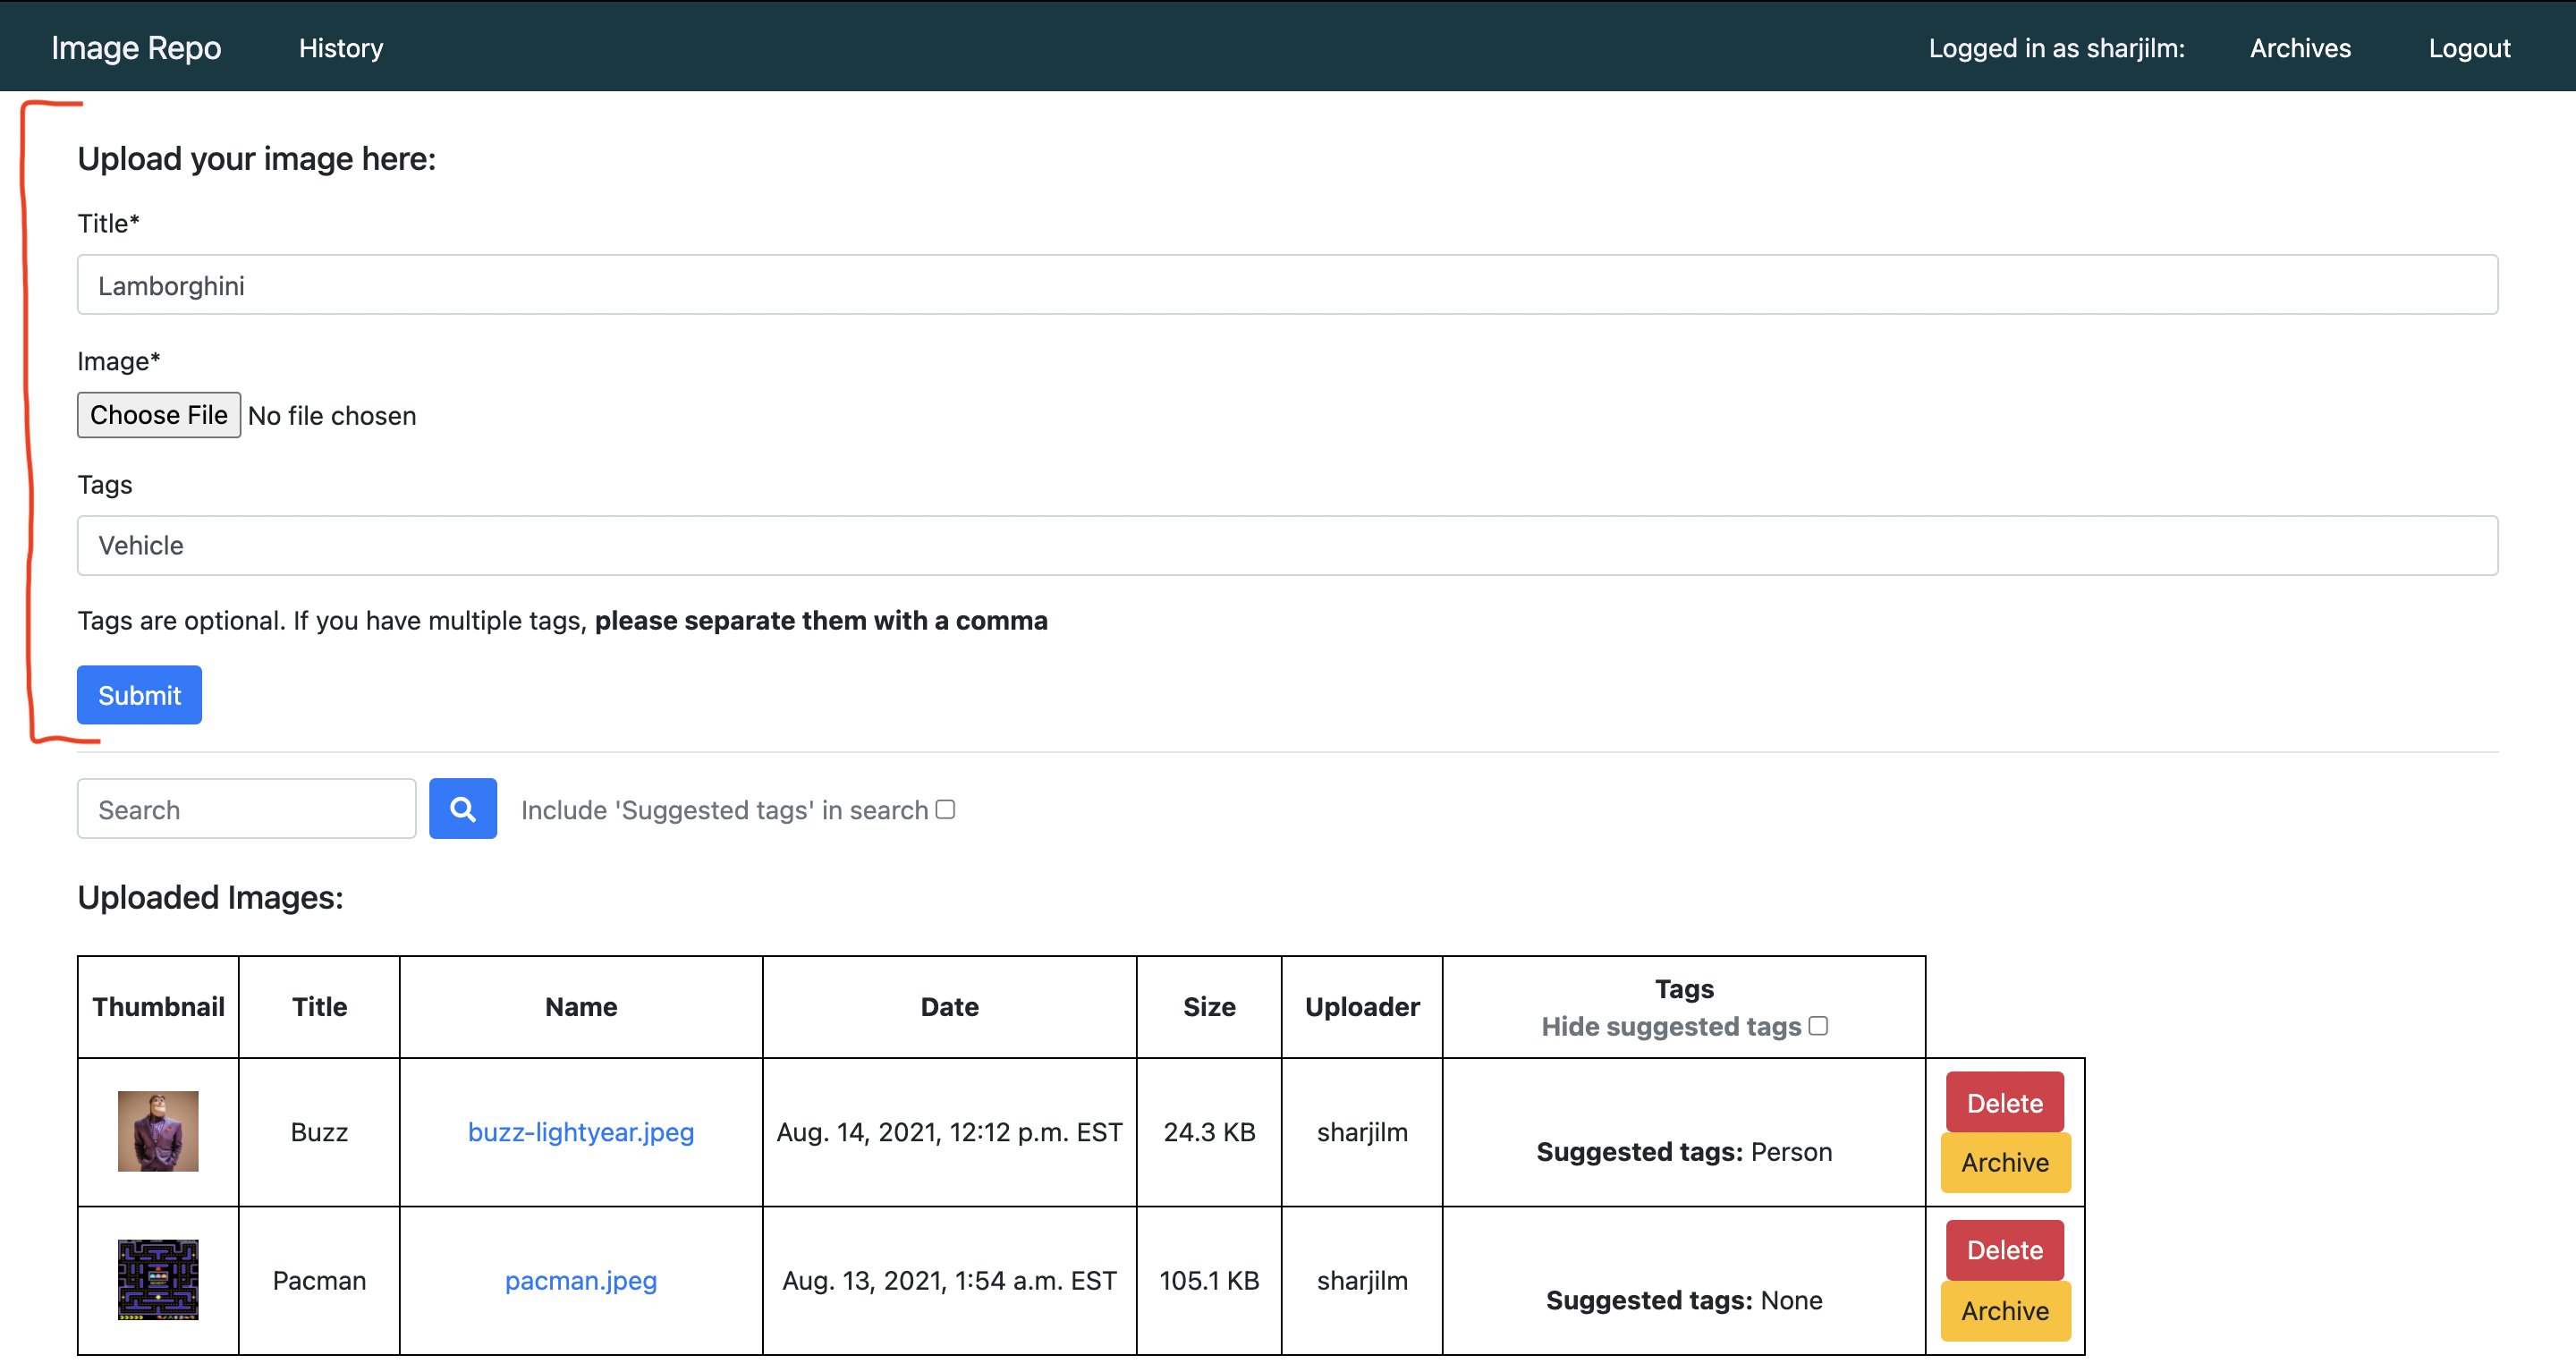 Image Repo History Logged in as sharjilm: Archives Logout
Upload your image here:
Title*
Lamborghini
Image*
Choose File No file chosen
Tags
Vehicle
Tags are optional. If you have multiple tags, please separate them with a comma
Submit
Search Include 'Suggested tags' in search
Uploaded Images:
Thumbnail Title Name Date Size Uploader Tags
Hide suggested tags
Buzz buzz-lightyear.jpeg Aug. 14, 2021, 12:12 p.m. EST 24.3 KB sharjilm Suggested tags: Person Delete
Archive
Pacman pacman.jpeg Aug. 13, 2021, 1:54 a.m. EST 105.1 KB sharjilm Suggested tags: None Delete
Archive